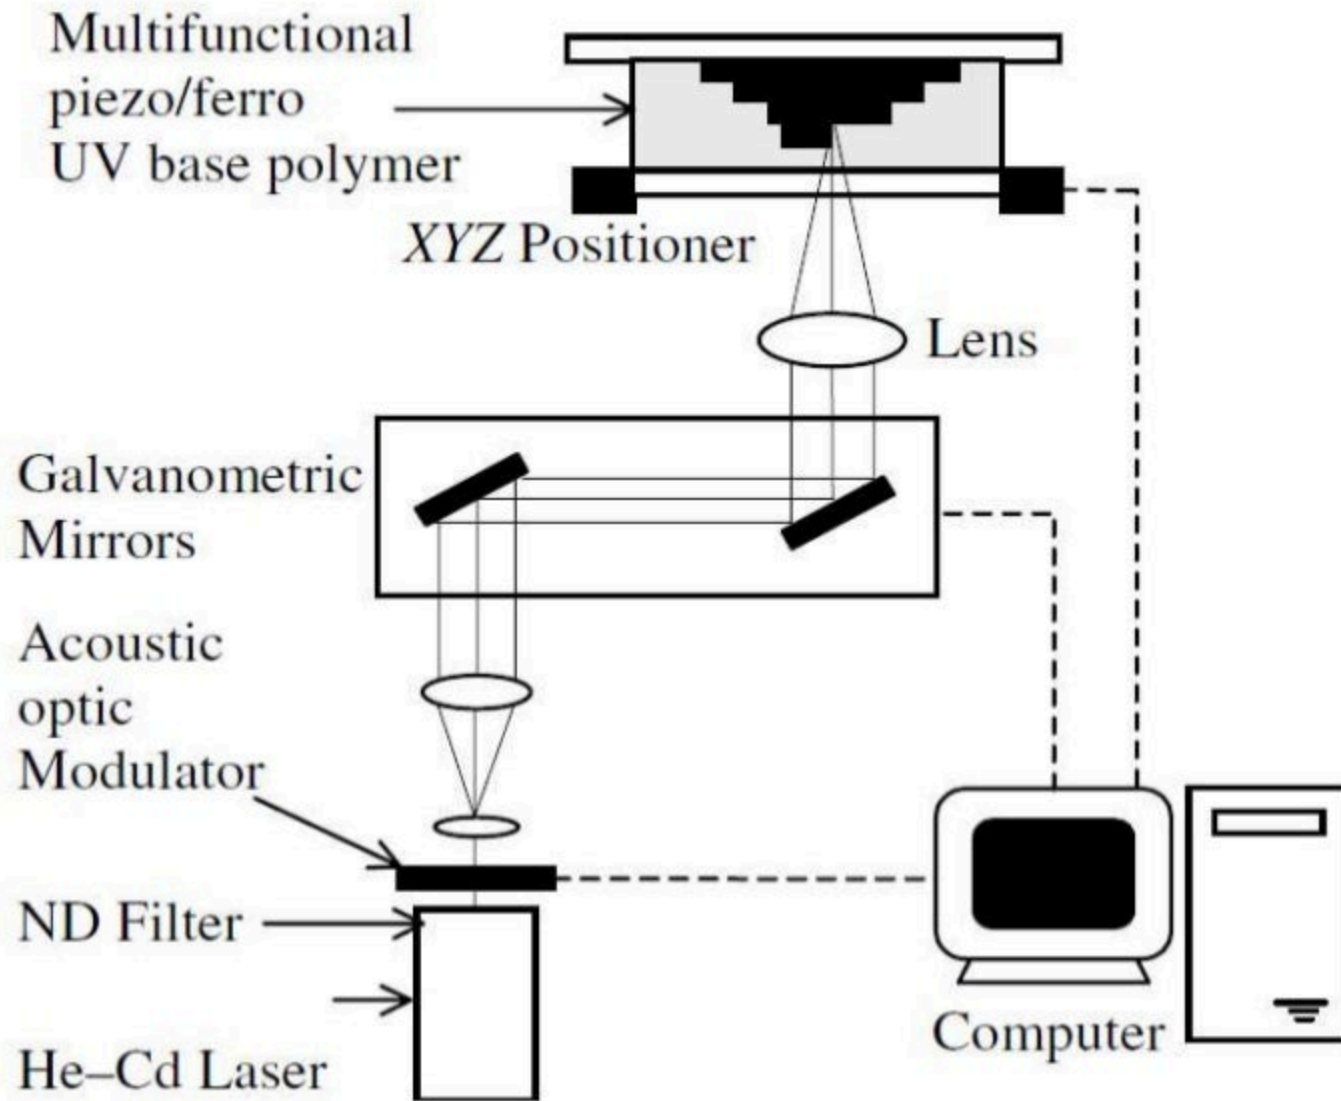 Multifunctional
piezo/ferro
UV base polymer
XYZ Positioner
Lens
Galvanometric
Mirrors
Acoustic
optic
Modulator
ND Filter
He–Cd Laser
Computer